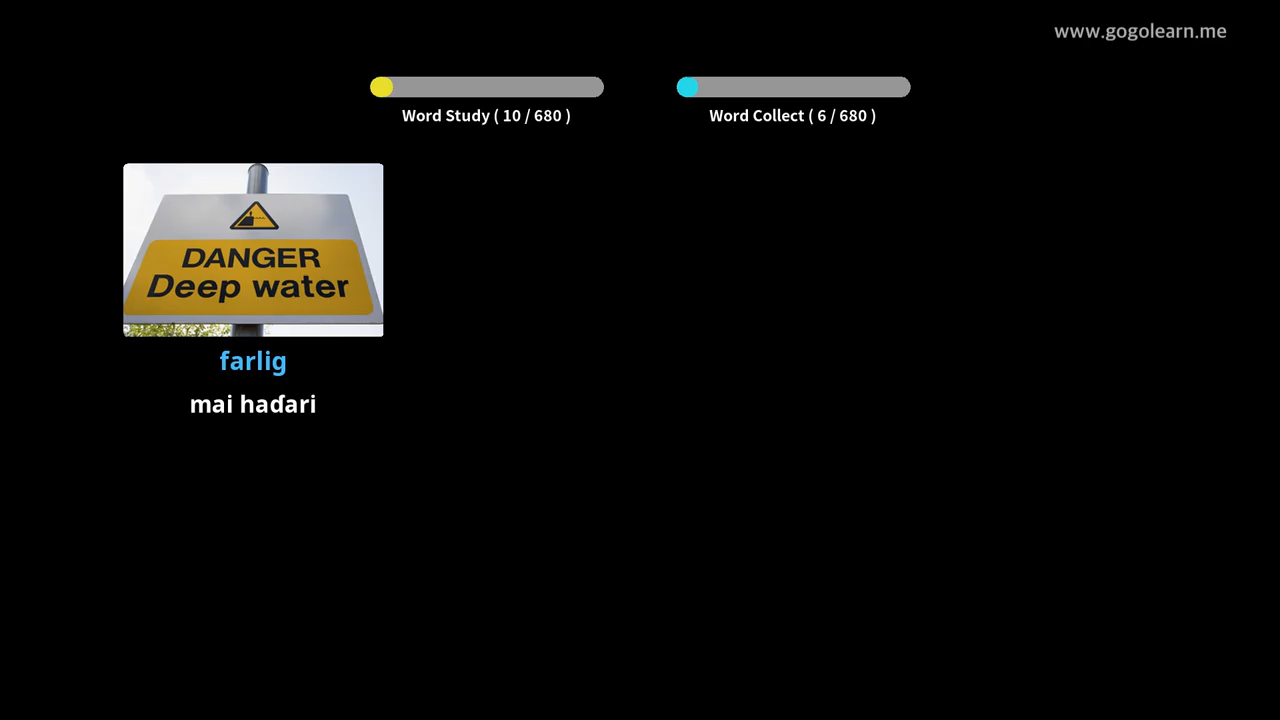 www.gogolearn.me
Word Study ( 10 / 680 )
Word Collect ( 6 / 680 )
DANGER
Deep water
farlig
mai haɗari